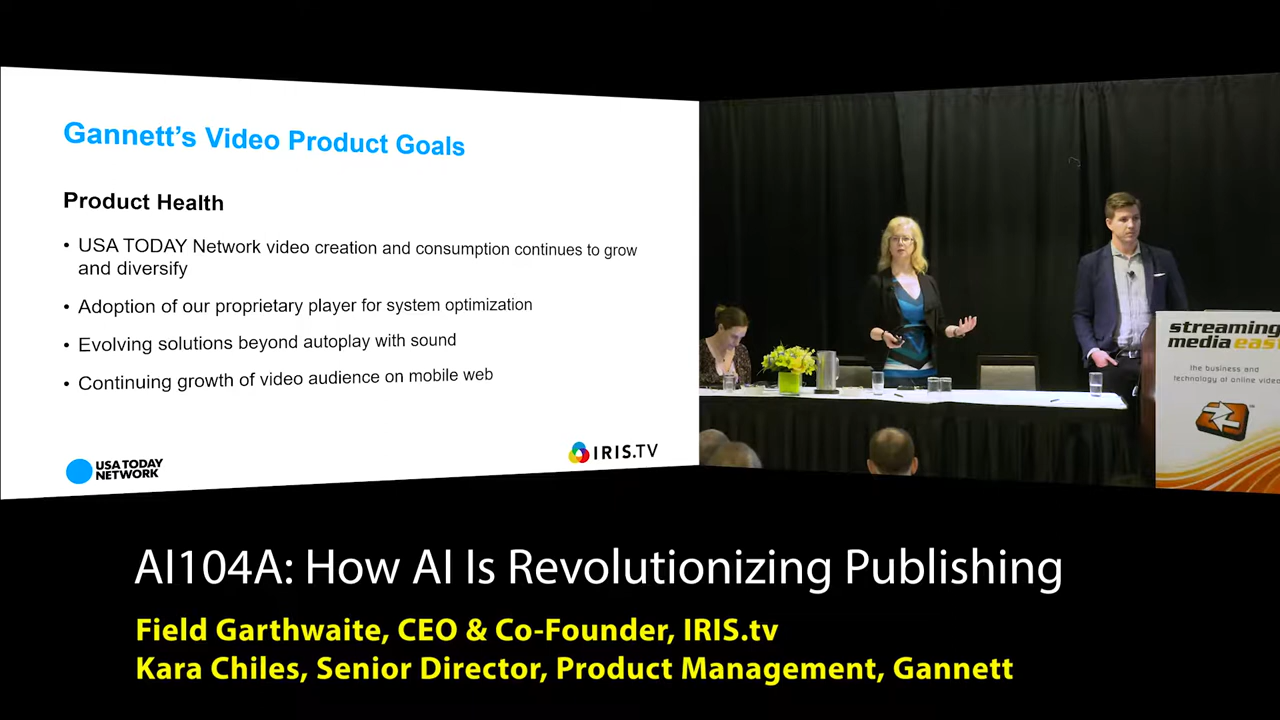 Gannett's Video Product Goals
Product Health
• USA TODAY Network video creation and consumption continues to grow
and diversify
• Adoption of our proprietary player for system optimization
• Evolving solutions beyond autoplay with sound
• Continuing growth of video audience on mobile web
USA TODAY
NETWORK
IRIS.TV
streaming
media east
the business and
technology of online video
AI104A: How AI Is Revolutionizing Publishing
Field Garthwaite, CEO & Co-Founder, IRIS.tv
Kara Chiles, Senior Director, Product Management, Gannett